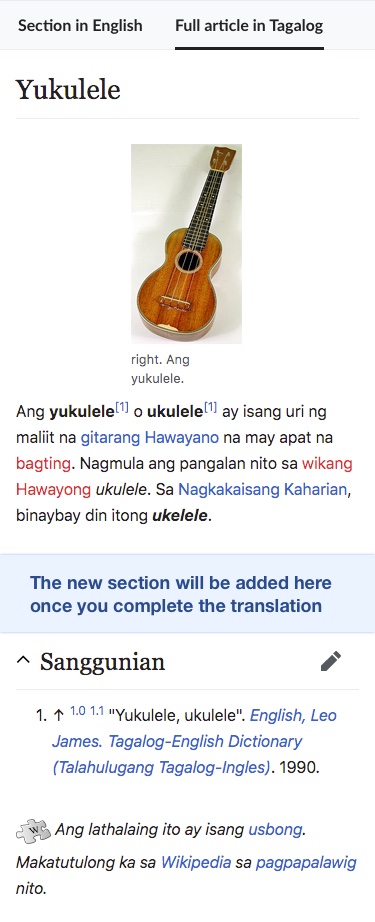 Section in English
Full article in Tagalog
Yukulele
right. Ang
yukulele.
Ang yukulele[1] o ukulele[1] ay isang uri ng
maliit na gitarang Hawayano na may apat na
bagting. Nagmula ang pangalan nito sa wikang
Hawayong ukulele. Sa Nagkakaisang Kaharian,
binaybay din itong ukelele.
The new section will be added here
once you complete the translation
Sanggunian
1. ↑ 1.0 1.1 "Yukulele, ukulele". English, Leo
James. Tagalog-English Dictionary
(Talahulugang Tagalog-Ingles). 1990.
W Ang lathalaing ito ay isang usbong.
Makatutulong ka sa Wikipedia sa pagpapalawig
nito.